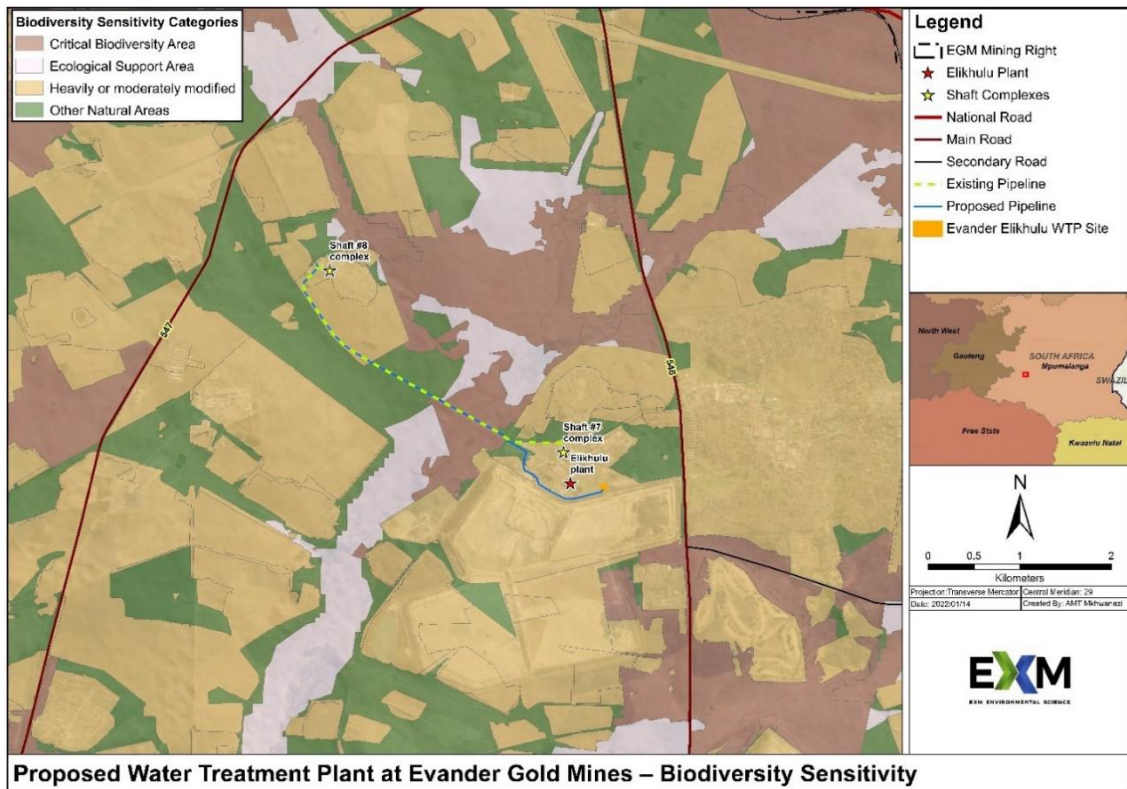 Biodiversity Sensitivity Categories
Critical Biodiversity Area
Ecological Support Area
Heavily or moderately modified
Other Natural Areas
547
546
Shaft #8
complex
Shaft #7
complex
Elikhulu
plant
Legend
EGM Mining Right
Elikhulu Plant
Shaft Complexes
National Road
Main Road
Secondary Road
Existing Pipeline
Proposed Pipeline
Evander Elikhulu WTP Site
North West
Gauteng
SOUTH AFRICA
Mpumalanga
SWAZIL
Free State
Kwazulu Natal
N
0 0.5 1 2
Kilometers
Projection:Transverse Mercator Central Meridian: 29
Date: 2022/01/14 Created By: AMT Mkhwanazi
EXM
EXM ENVIRONMENTAL SCIENCE
Proposed Water Treatment Plant at Evander Gold Mines – Biodiversity Sensitivity